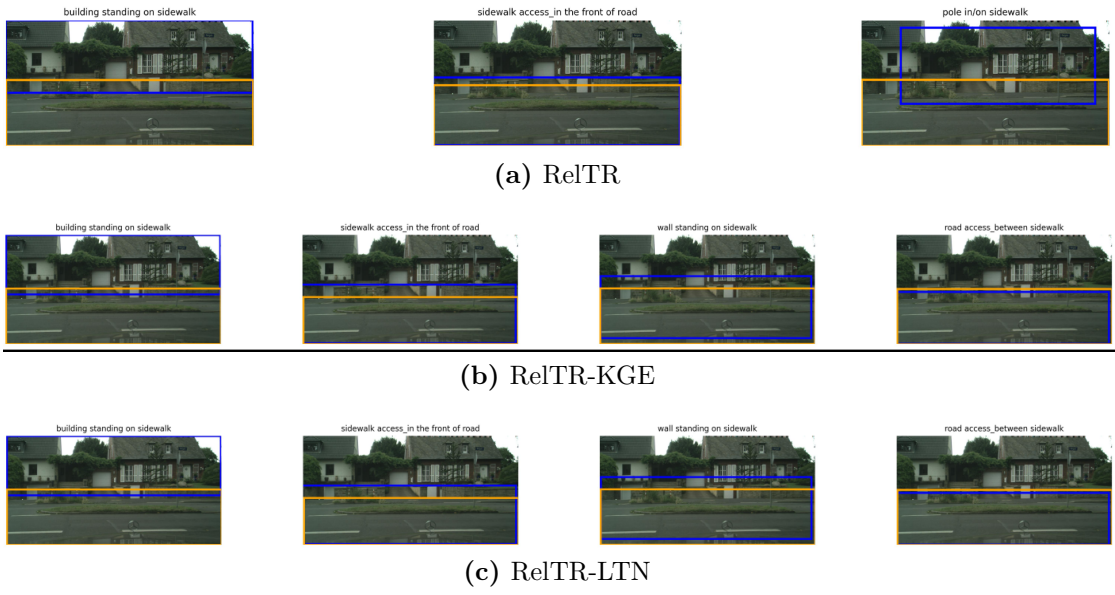 building standing on sidewalk
sidewalk access_in the front of road
pole in/on sidewalk
(a) RelTR
building standing on sidewalk
sidewalk access_in the front of road
wall standing on sidewalk
road access_between sidewalk
(b) RelTR-KGE
building standing on sidewalk
sidewalk access_in the front of road
wall standing on sidewalk
road access_between sidewalk
(c) RelTR-LTN